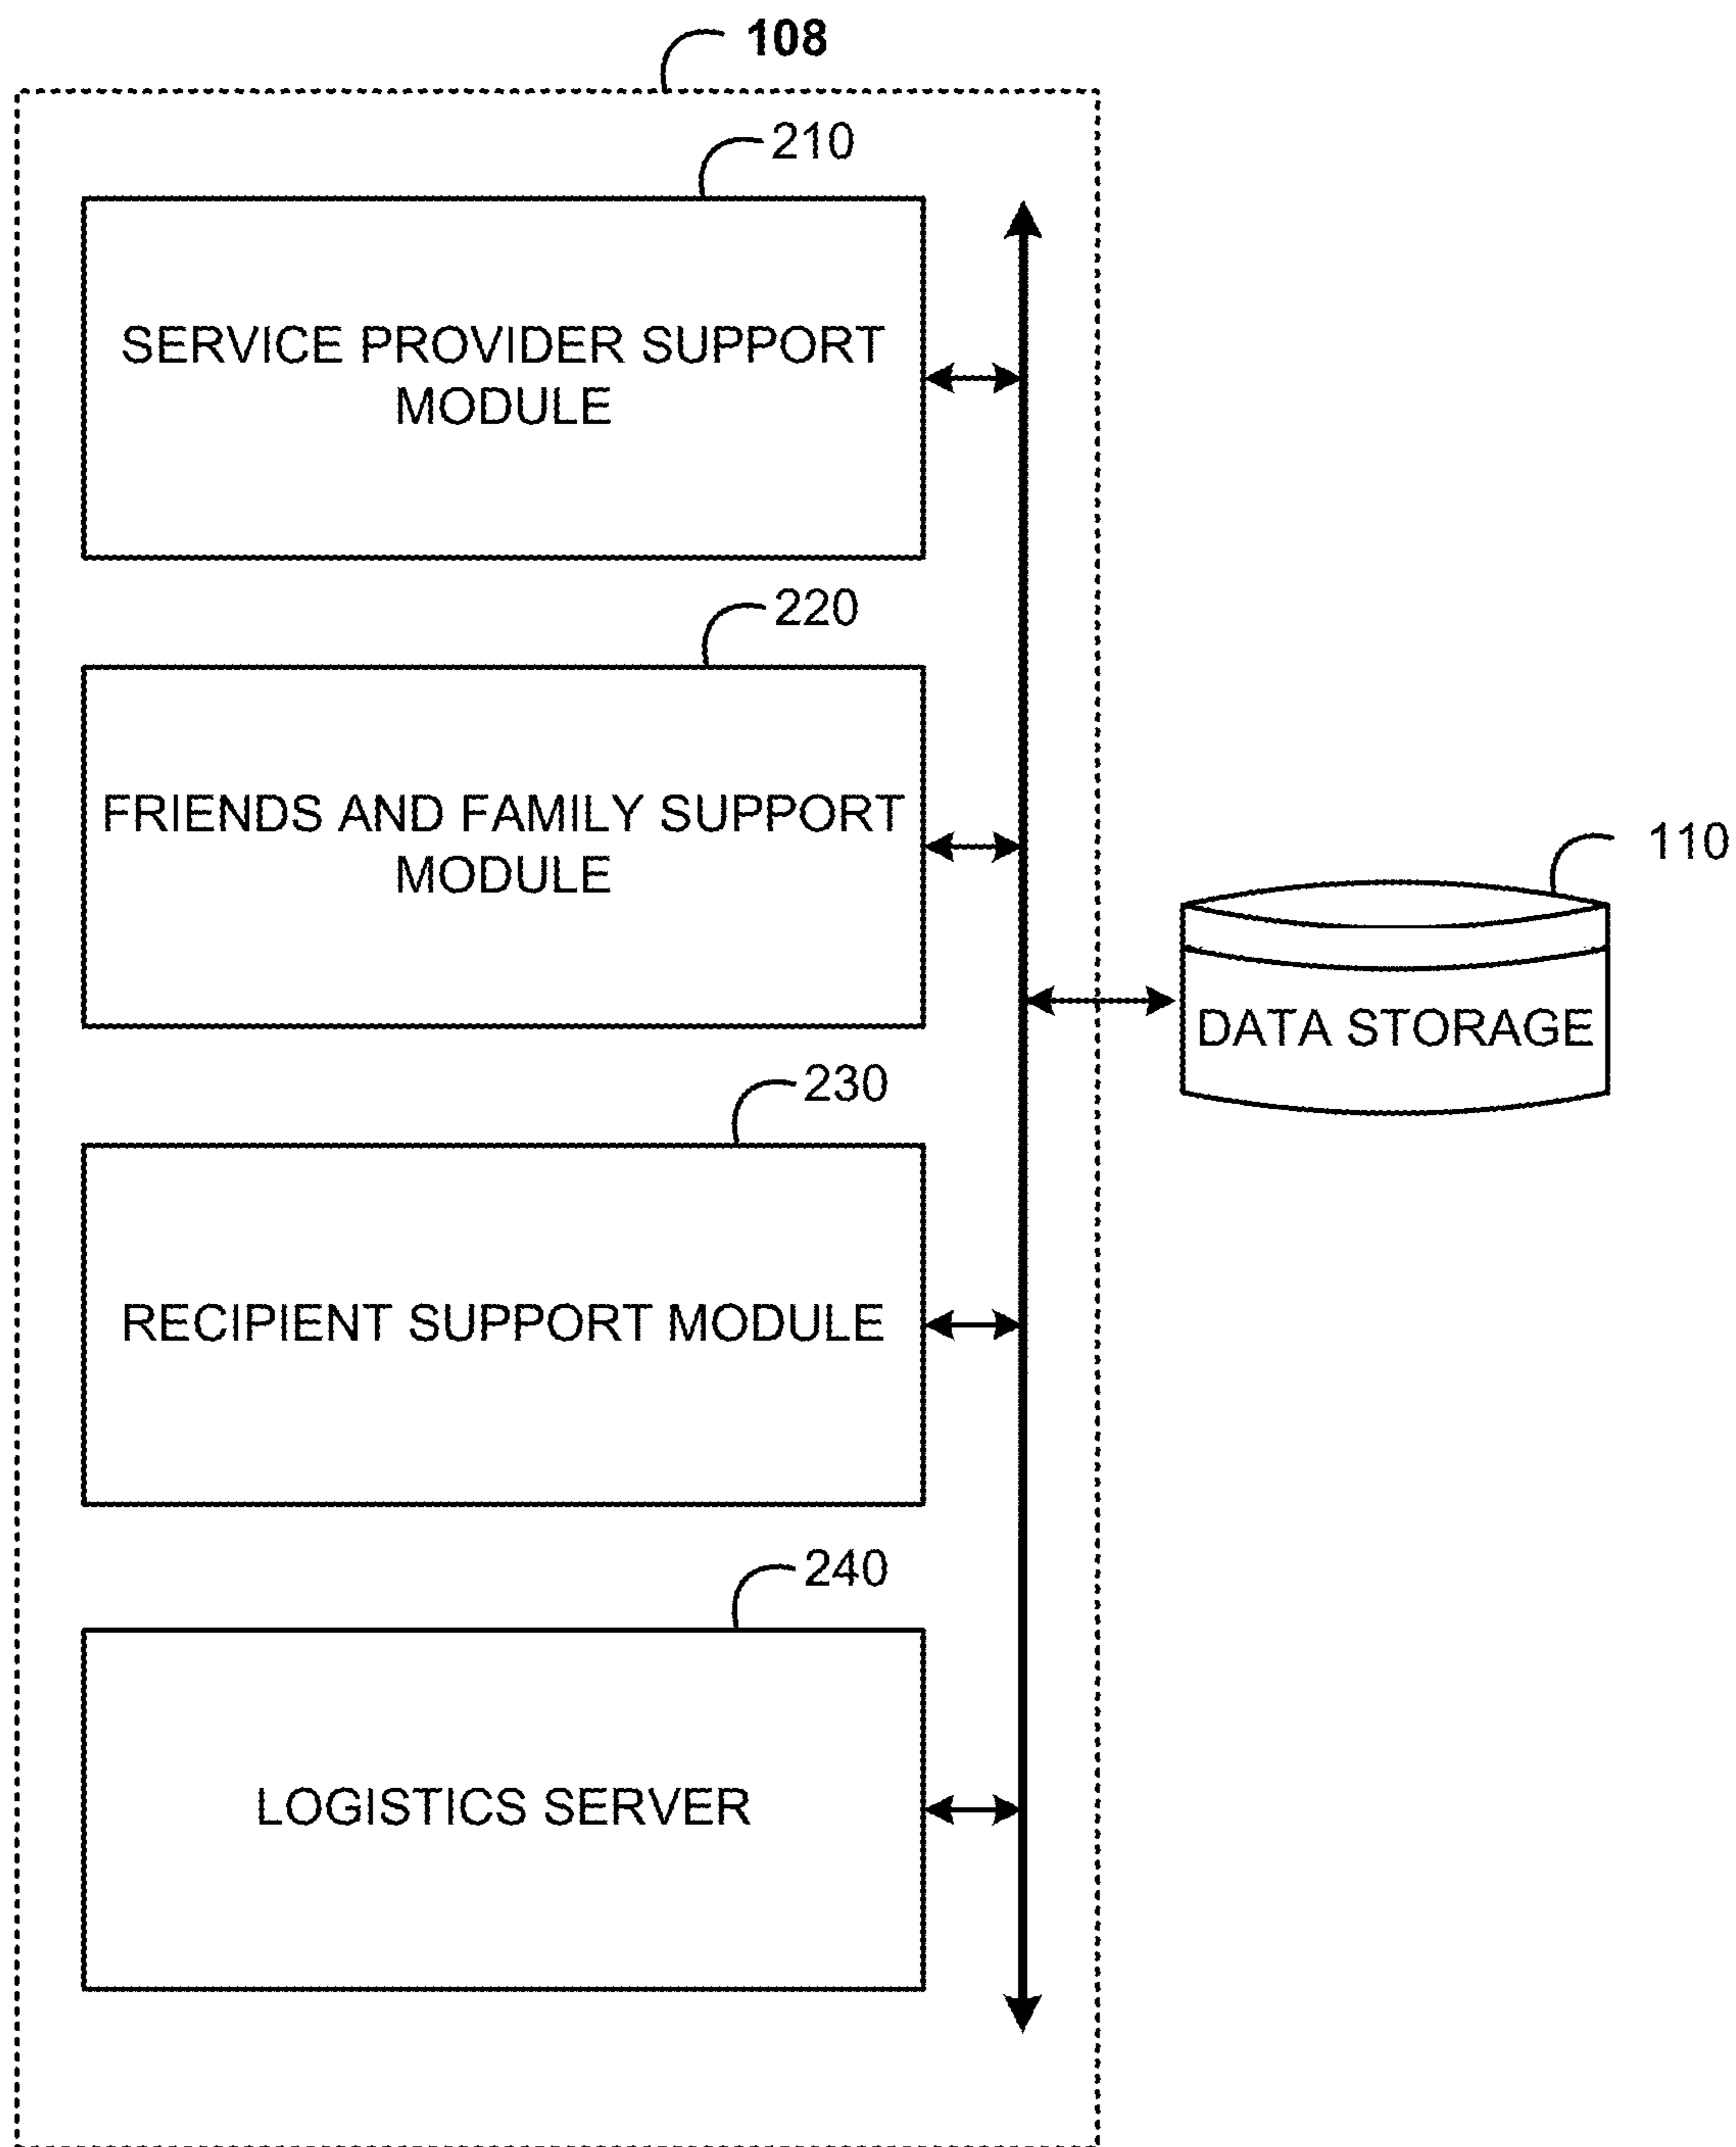 108
210
SERVICE PROVIDER SUPPORT
MODULE
220
FRIENDS AND FAMILY SUPPORT
MODULE
110
DATA STORAGE
230
RECIPIENT SUPPORT MODULE
240
LOGISTICS SERVER